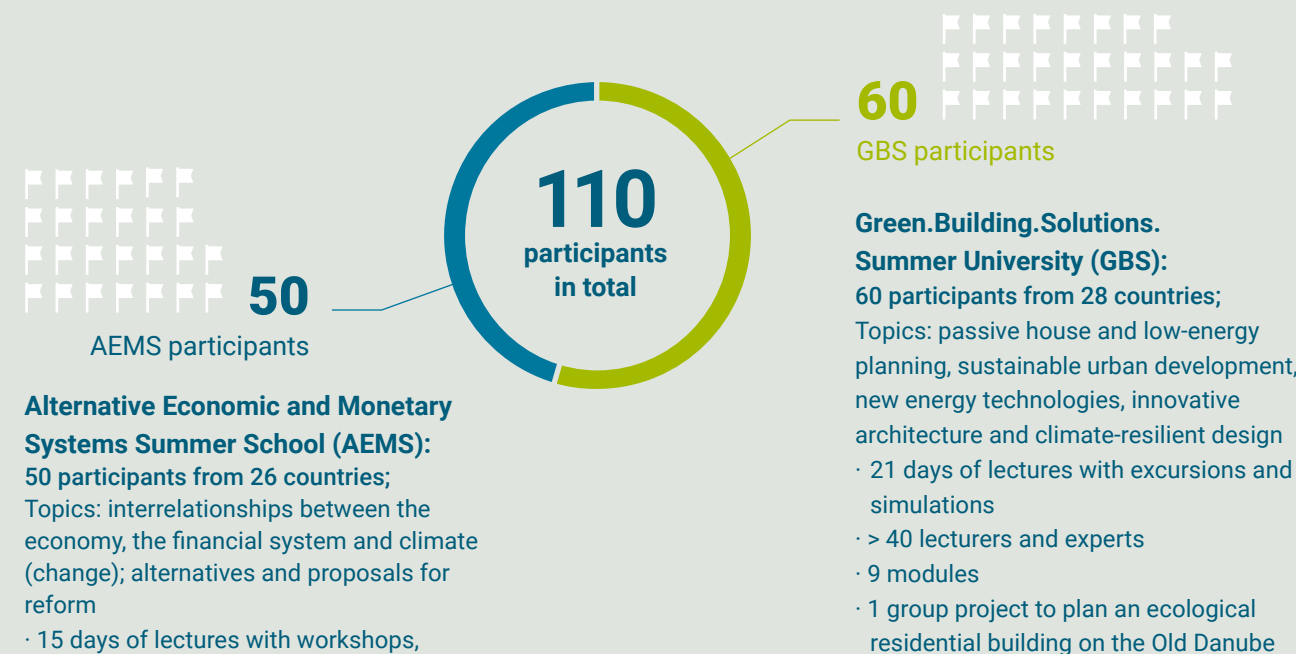 110
participants
in total
60
GBS participants
Green.Building.Solutions.
Summer University (GBS):
60 participants from 28 countries;
Topics: passive house and low-energy
planning, sustainable urban development,
new energy technologies, innovative
architecture and climate-resilient design
· 21 days of lectures with excursions and
simulations
· > 40 lecturers and experts
· 9 modules
· 1 group project to plan an ecological
residential building on the Old Danube
50
AEMS participants
Alternative Economic and Monetary
Systems Summer School (AEMS):
50 participants from 26 countries;
Topics: interrelationships between the
economy, the financial system and climate
(change); alternatives and proposals for
reform
· 15 days of lectures with workshops,